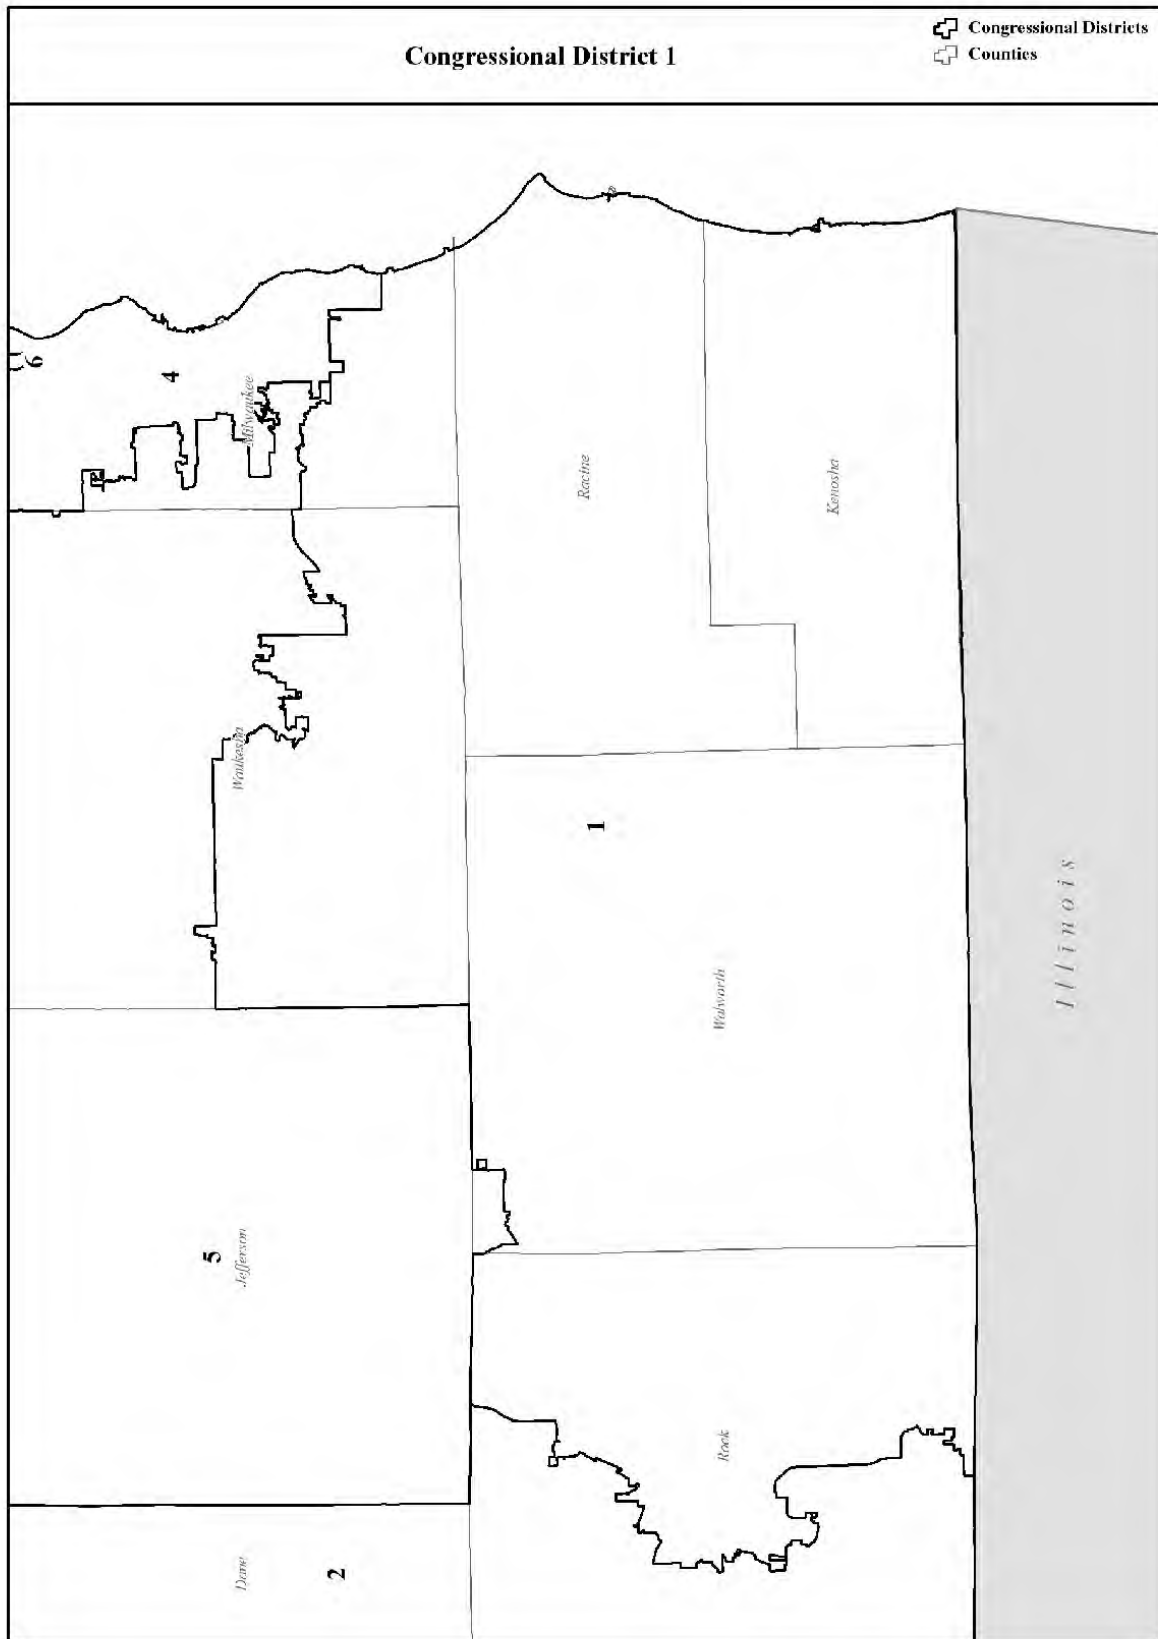 Congressional District 1
Congressional Districts
Counties
6
4
Milwaukee
Racine
Kenosha
Waukesha
1
Walworth
Illinois
5
Jefferson
Rock
Dane
2